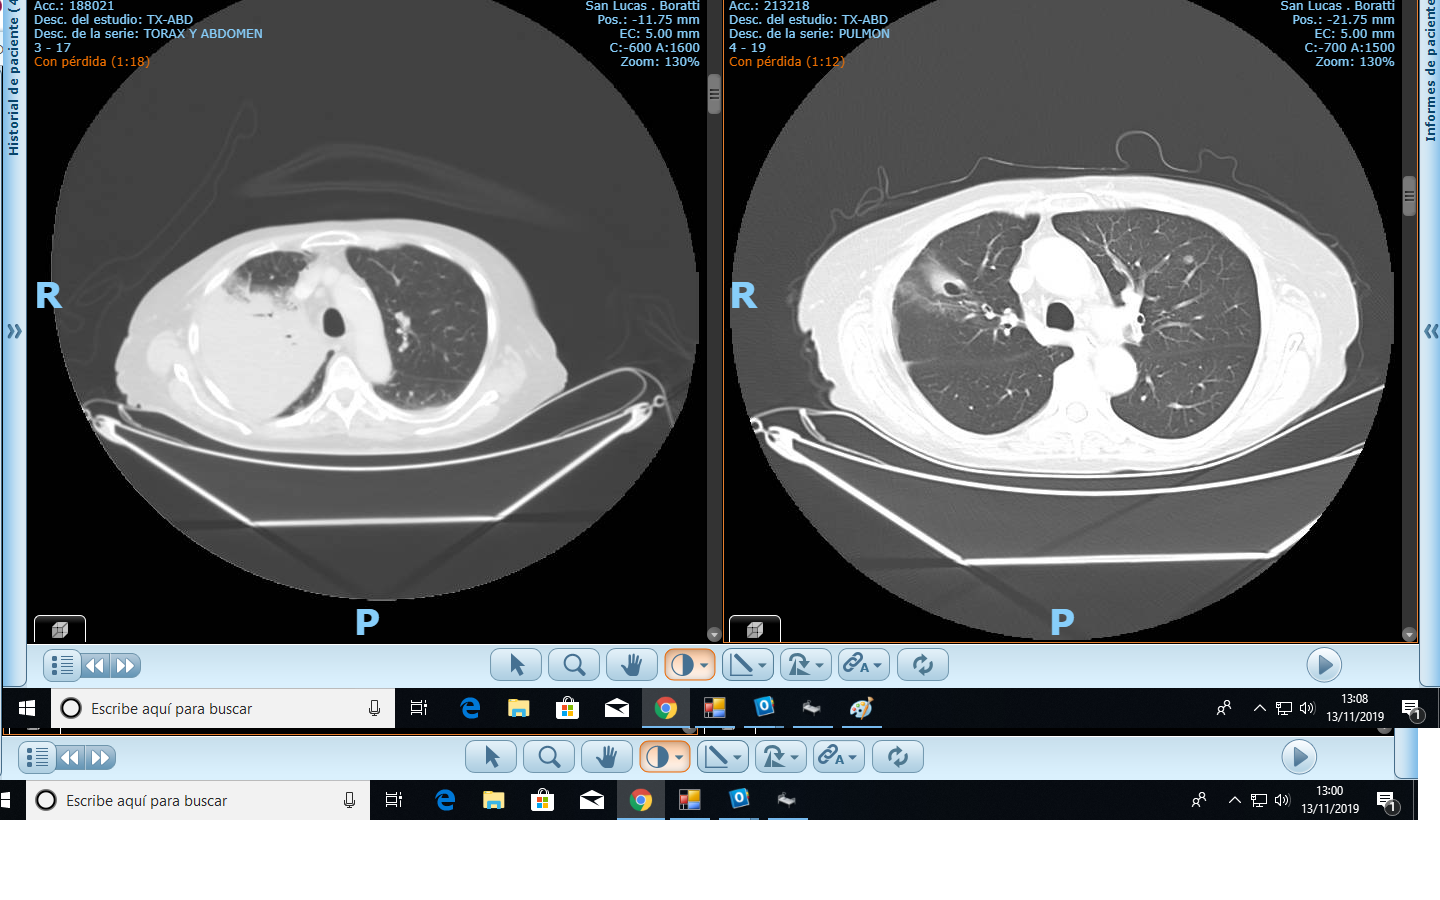 Acc.: 188021
Desc. del estudio: TX-ABD
Desc. de la serie: TORAX Y ABDOMEN
3 - 17
Con pérdida (1:18)
San Lucas . Boratti
Pos.: -11.75 mm
EC: 5.00 mm
C:-600 A:1600
Zoom: 130%
Acc.: 213218
Desc. del estudio: TX-ABD
Desc. de la serie: PULMON
4 - 19
Con pérdida (1:12)
San Lucas . Boratti
Pos.: -21.75 mm
EC: 5.00 mm
C:-700 A:1500
Zoom: 130%
Historial de paciente (4
Informes de paciente
R
R
P
P
A
Escribe aquí para buscar
13:08
13/11/2019
1
A
Escribe aquí para buscar
13:00
13/11/2019
1